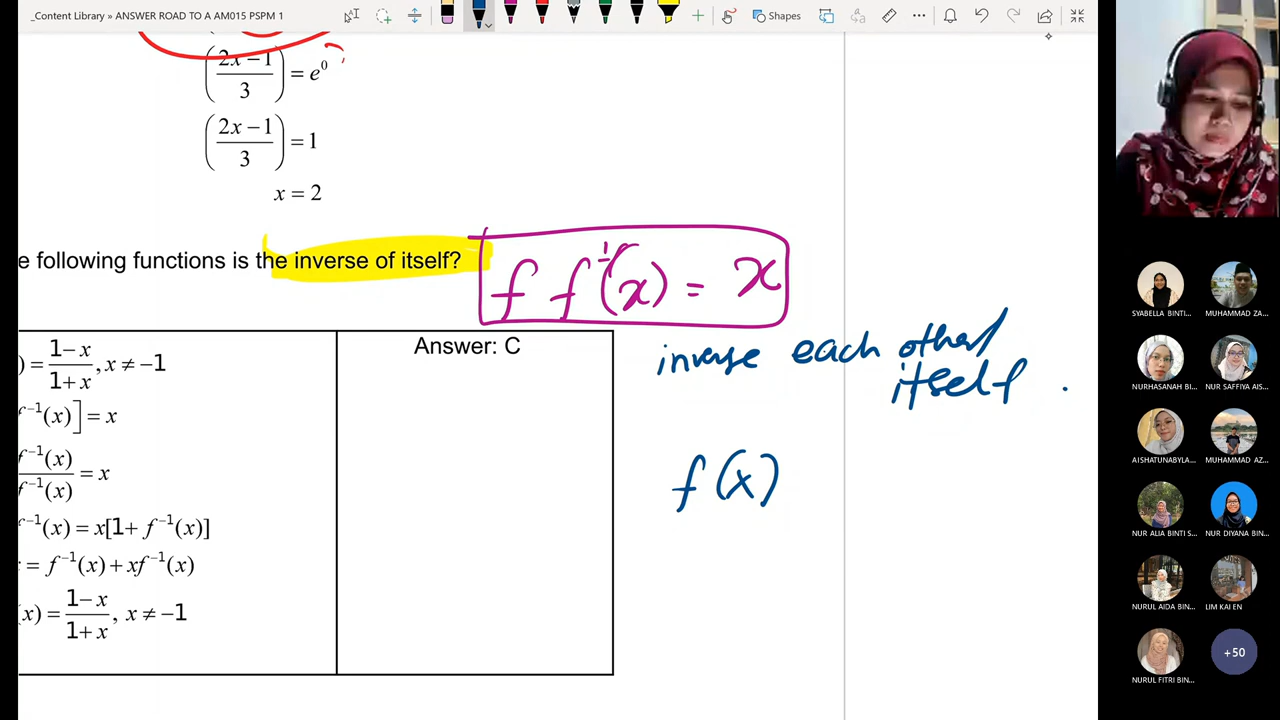 _Content Library » ANSWER ROAD TO A AM015 PSPM 1
Shapes
(2x−1 / 3) = e⁰
(2x−1 / 3) = 1
x = 2
e following functions is the inverse of itself?
f f⁻¹(x) = x
) = 1−x / 1+x , x ≠ −1
f⁻¹(x)] = x
f⁻¹(x) / f⁻¹(x) = x
f⁻¹(x) = x[1+ f⁻¹(x)]
: = f⁻¹(x) + xf⁻¹(x)
(x) = 1−x / 1+x , x ≠ −1
Answer: C
inverse each other/
itself .
f(x)
SYABELLA BINTI...
MUHAMMAD ZA...
NURHASANAH BI...
NUR SAFFIYA AIS...
AISHATUNABYLA...
MUHAMMAD AZ...
NUR ALIA BINTI S...
NUR DIYANA BIN...
NURUL AIDA BIN...
LIM KAI EN
NURUL FITRI BIN...
+50